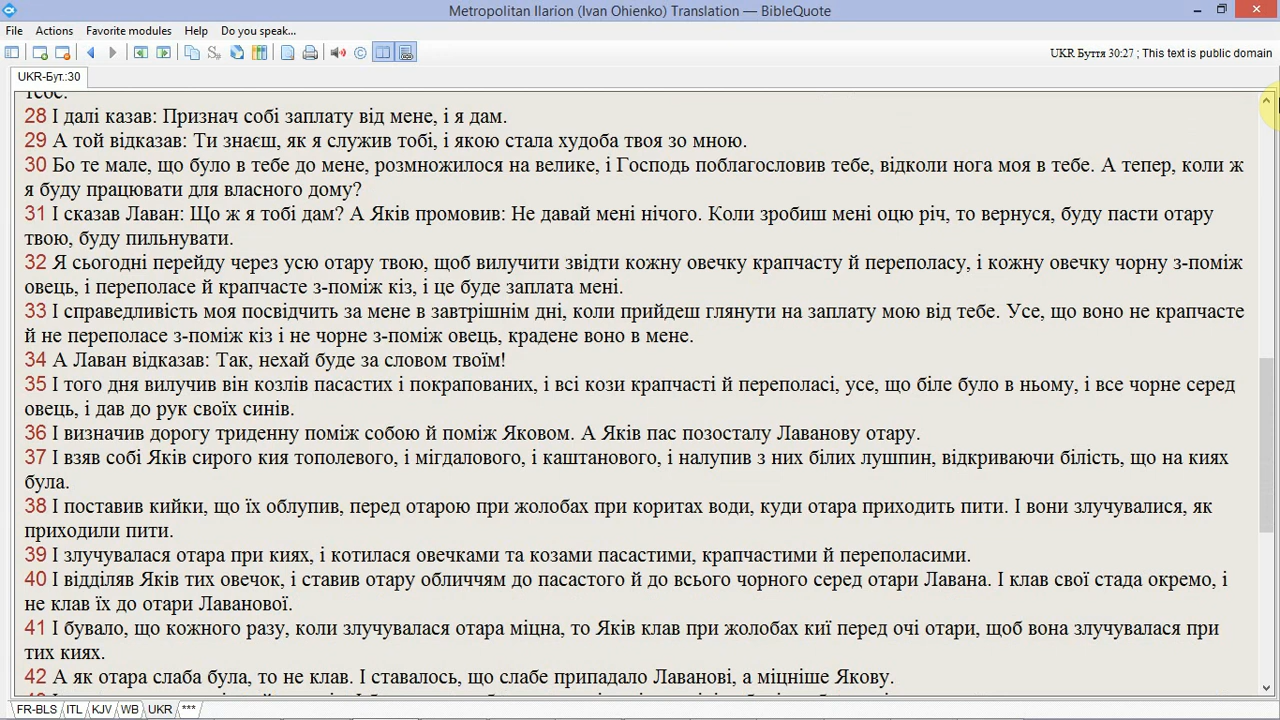 Metropolitan Ilarion (Ivan Ohienko) Translation — BibleQuote
File Actions Favorite modules Help Do you speak...
UKR Буття 30:27 ; This text is public domain
UKR-Бут.:30
тебе.
28 І далі казав: Признач собі заплату від мене, і я дам.
29 А той відказав: Ти знаєш, як я служив тобі, і якою стала худоба твоя зо мною.
30 Бо те мале, що було в тебе до мене, розмножилося на велике, і Господь поблагословив тебе, відколи нога моя в тебе. А тепер, коли ж
я буду працювати для власного дому?
31 І сказав Лаван: Що ж я тобі дам? А Яків промовив: Не давай мені нічого. Коли зробиш мені оцю річ, то вернуся, буду пасти отару
твою, буду пильнувати.
32 Я сьогодні перейду через усю отару твою, щоб вилучити звідти кожну овечку крапчасту й переполасу, і кожну овечку чорну з-поміж
овець, і переполасе й крапчасте з-поміж кіз, і це буде заплата мені.
33 І справедливість моя посвідчить за мене в завтрішнім дні, коли прийдеш глянути на заплату мою від тебе. Усе, що воно не крапчасте
й не переполасе з-поміж кіз і не чорне з-поміж овець, крадене воно в мене.
34 А Лаван відказав: Так, нехай буде за словом твоїм!
35 І того дня вилучив він козлів пасастих і покрапованих, і всі кози крапчасті й переполасі, усе, що біле було в ньому, і все чорне серед
овець, і дав до рук своїх синів.
36 І визначив дорогу триденну поміж собою й поміж Яковом. А Яків пас позосталу Лаванову отару.
37 І взяв собі Яків сирого кия тополевого, і мігдалового, і каштанового, і налупив з них білих лушпин, відкриваючи білість, що на киях
була.
38 І поставив кийки, що їх облупив, перед отарою при жолобах при коритах води, куди отара приходить пити. І вони злучувалися, як
приходили пити.
39 І злучувалася отара при киях, і котилася овечками та козами пасастими, крапчастими й переполасими.
40 І відділяв Яків тих овечок, і ставив отару обличчям до пасастого й до всього чорного серед отари Лавана. І клав свої стада окремо, і
не клав їх до отари Лаванової.
41 І бувало, що кожного разу, коли злучувалася отара міцна, то Яків клав при жолобах киї перед очі отари, щоб вона злучувалася при
тих киях.
42 А як отара слаба була, то не клав. І ставалось, що слабе припадало Лаванові, а міцніше Якову.
FR-BLS ITL KJV WB UKR ***